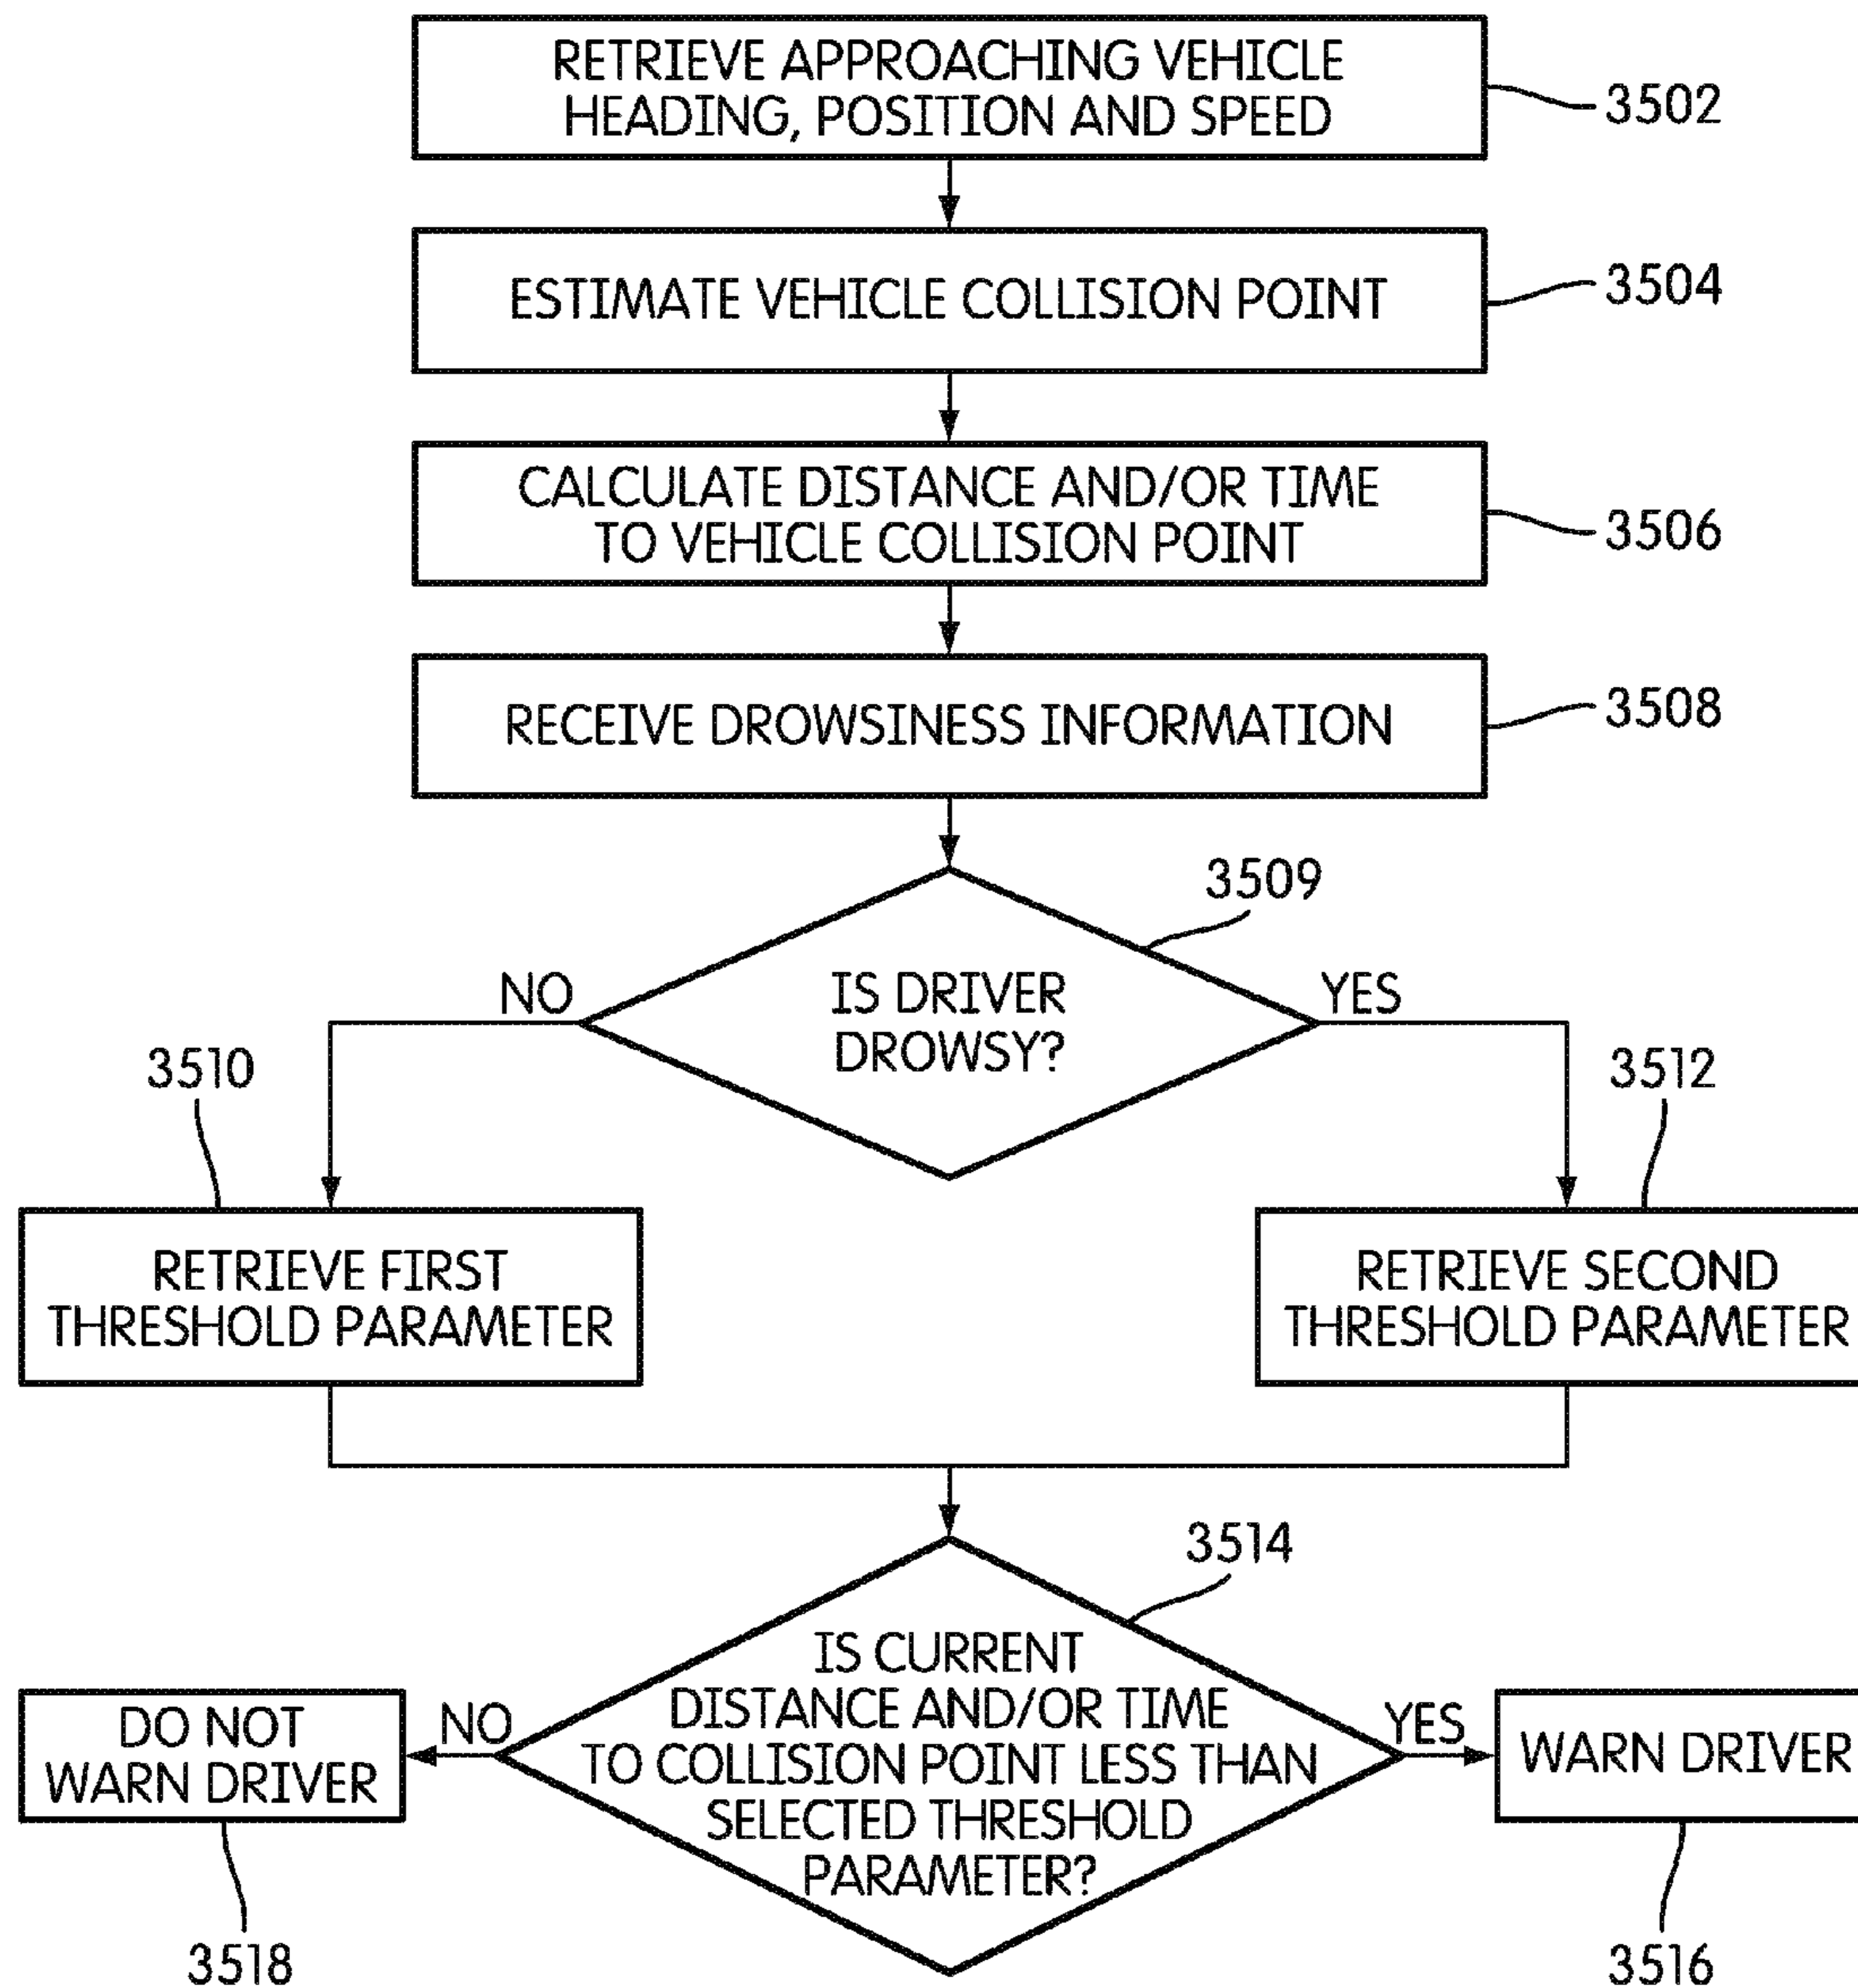 RETRIEVE APPROACHING VEHICLE
HEADING, POSITION AND SPEED
3502
ESTIMATE VEHICLE COLLISION POINT
3504
CALCULATE DISTANCE AND/OR TIME
TO VEHICLE COLLISION POINT
3506
RECEIVE DROWSINESS INFORMATION
3508
3509
IS DRIVER
DROWSY?
NO
YES
3510
3512
RETRIEVE FIRST
THRESHOLD PARAMETER
RETRIEVE SECOND
THRESHOLD PARAMETER
3514
IS CURRENT
DISTANCE AND/OR TIME
TO COLLISION POINT LESS THAN
SELECTED THRESHOLD
PARAMETER?
NO
YES
DO NOT
WARN DRIVER
WARN DRIVER
3518
3516